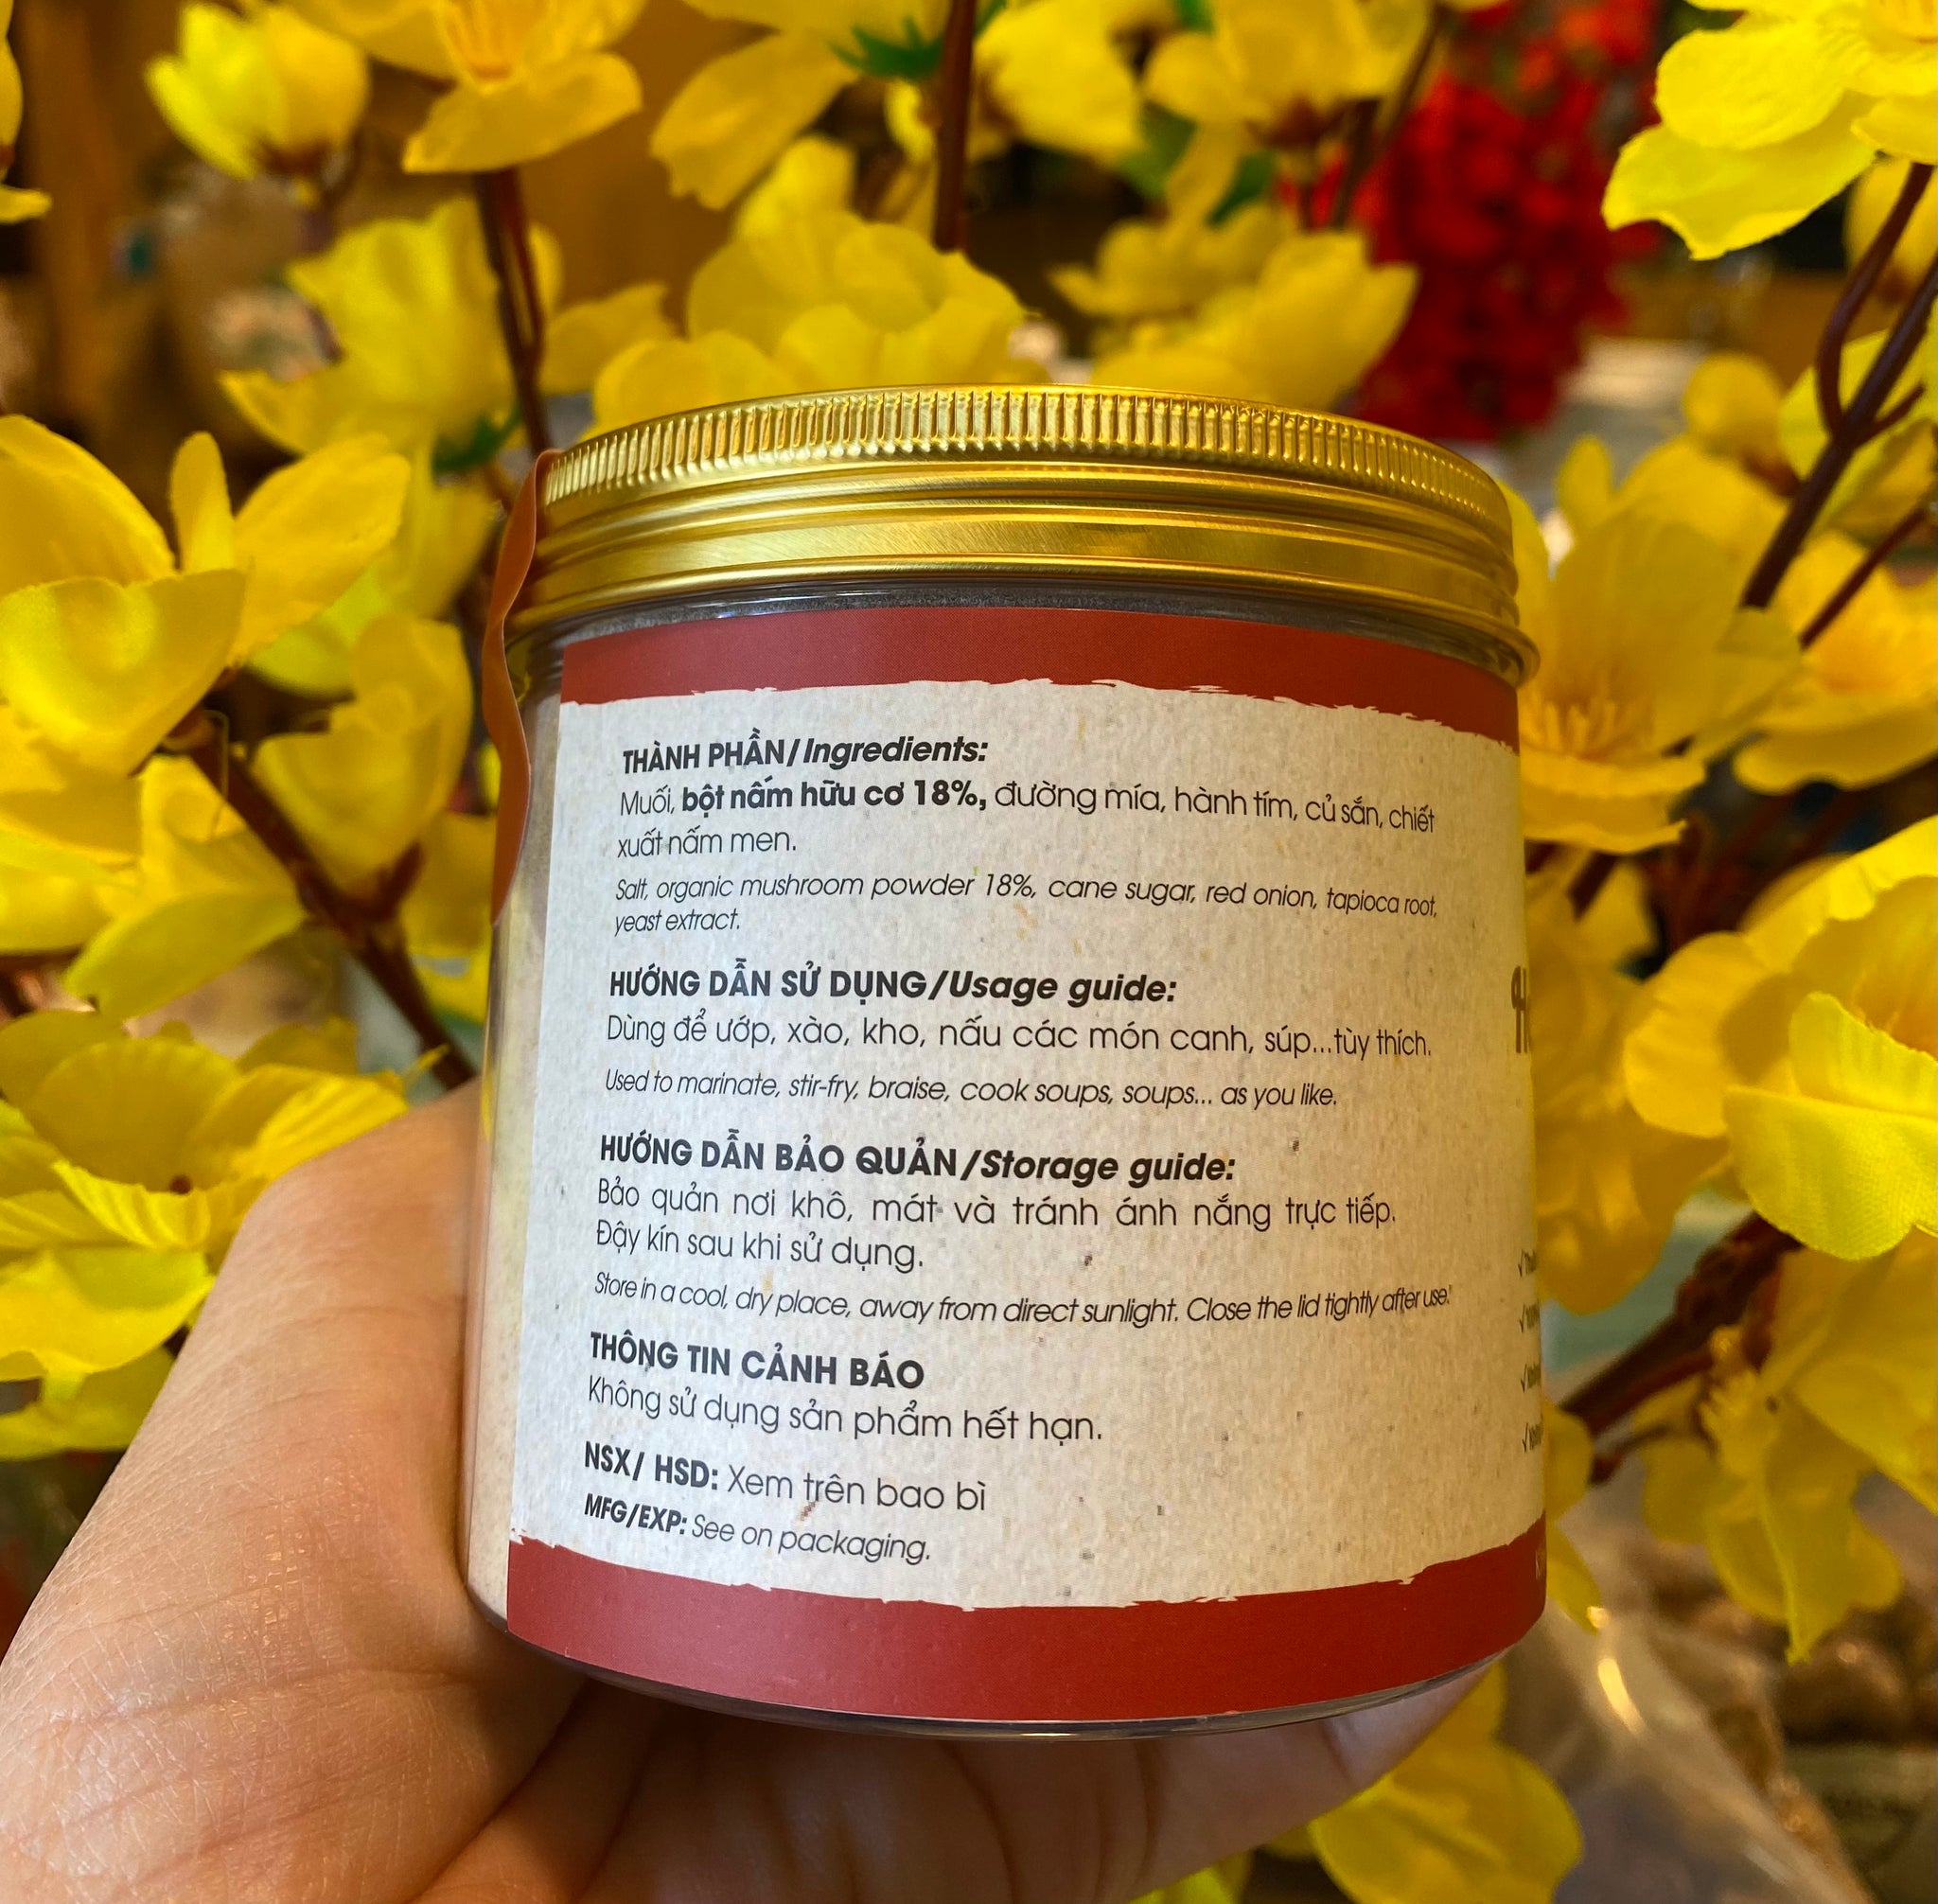 THÀNH PHẦN/Ingredients:
Muối, bột nấm hữu cơ 18%, đường mía, hành tím, củ sắn, chiết
xuất nấm men.
Salt, organic mushroom powder 18%, cane sugar, red onion, tapioca root,
yeast extract.
HƯỚNG DẪN SỬ DỤNG/Usage guide:
Dùng để ướp, xào, kho, nấu các món canh, súp...tùy thích.
Used to marinate, stir-fry, braise, cook soups, soups... as you like.
HƯỚNG DẪN BẢO QUẢN/Storage guide:
Bảo quản nơi khô, mát và tránh ánh nắng trực tiếp.
Đậy kín sau khi sử dụng.
Store in a cool, dry place, away from direct sunlight. Close the lid tightly after use.
THÔNG TIN CẢNH BÁO
Không sử dụng sản phẩm hết hạn.
NSX/ HSD: Xem trên bao bì
MFG/EXP: See on packaging.